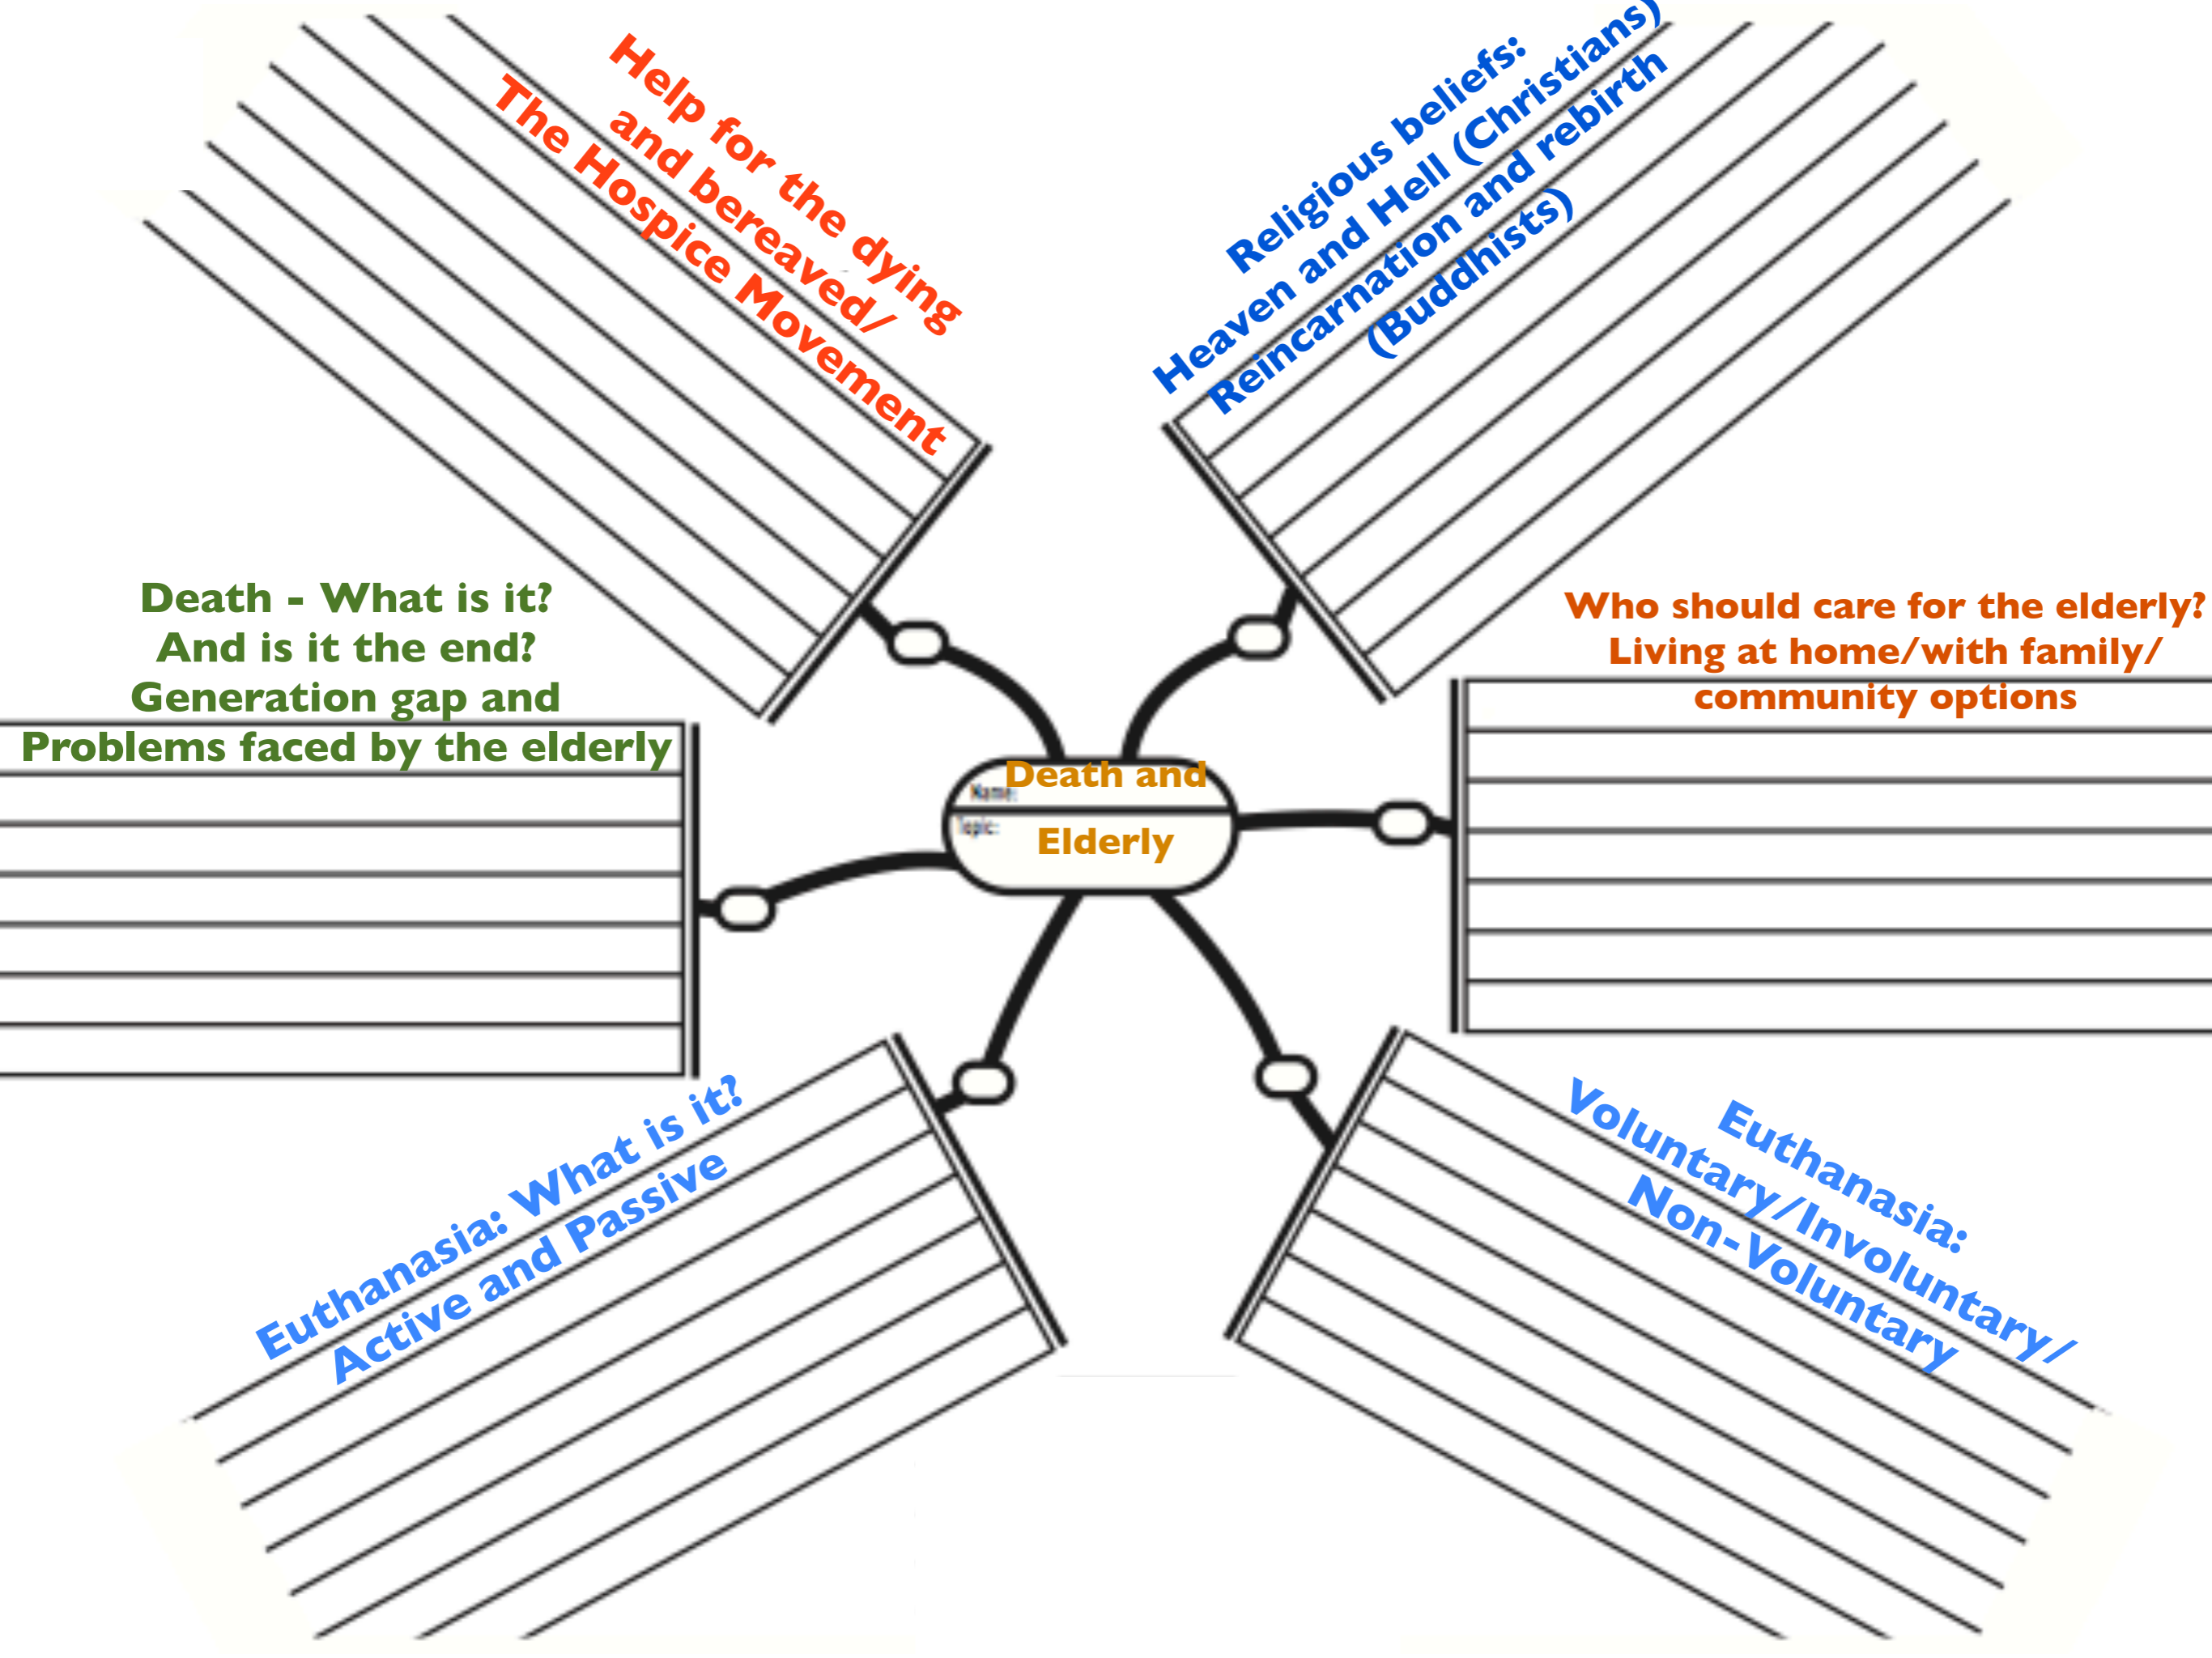 Help for the dying
and bereaved/
The Hospice Movement
Religious beliefs:
Heaven and Hell (Christians)
Reincarnation and rebirth
(Buddhists)
Death - What is it?
And is it the end?
Generation gap and
Problems faced by the elderly
Who should care for the elderly?
Living at home/with family/
community options
Death and
Name:
Topic:
Elderly
Euthanasia: What is it?
Active and Passive
Euthanasia:
Voluntary/Involuntary/
Non-Voluntary